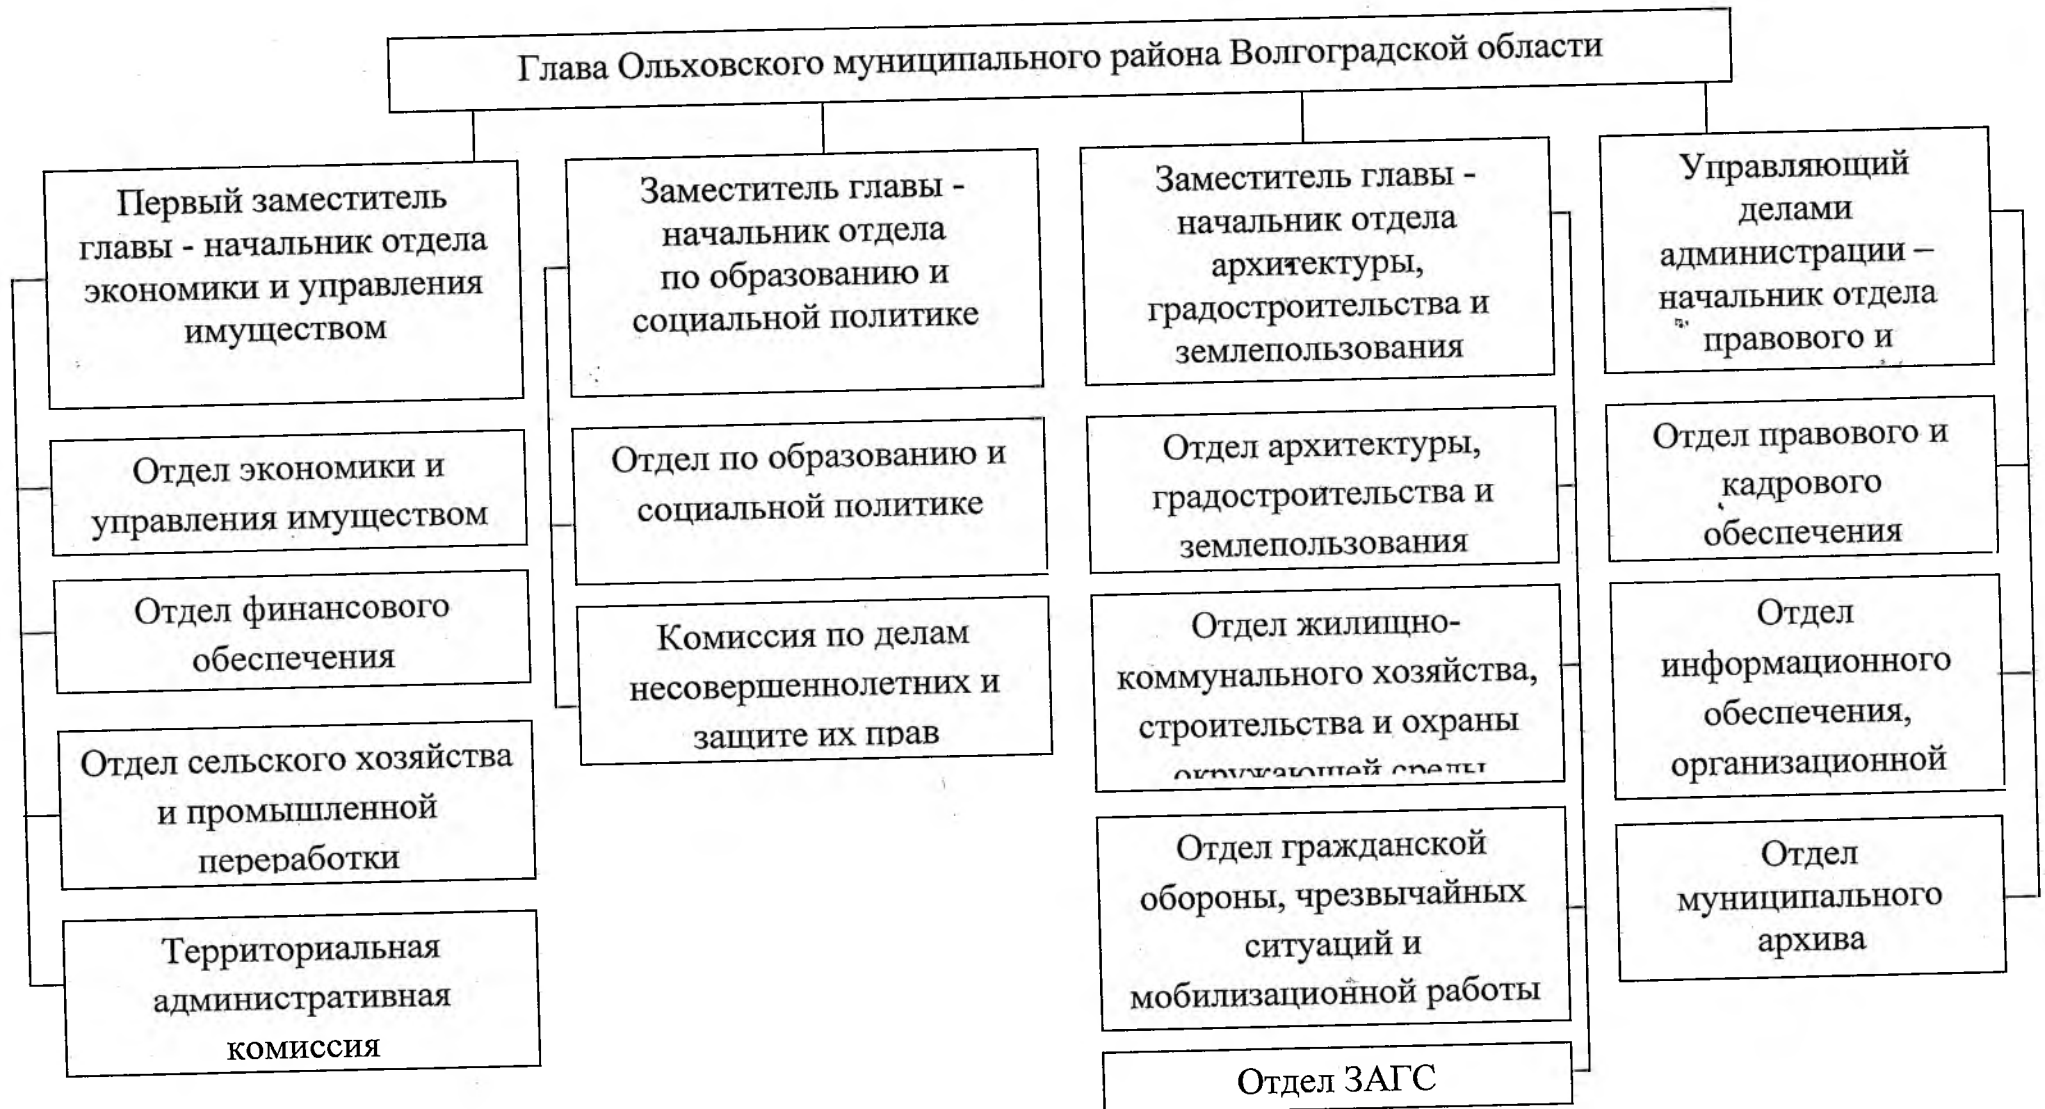 Глава Ольховского муниципального района Волгоградской области
Первый заместитель
главы - начальник отдела
экономики и управления
имуществом
Отдел экономики и
управления имуществом
Отдел финансового
обеспечения
Отдел сельского хозяйства
и промышленной
переработки
Территориальная
административная
комиссия
Заместитель главы -
начальник отдела
по образованию и
социальной политике
Отдел по образованию и
социальной политике
Комиссия по делам
несовершеннолетних и
защите их прав
Заместитель главы -
начальник отдела
архитектуры,
градостроительства и
землепользования
Отдел архитектуры,
градостроительства и
землепользования
Отдел жилищно-
коммунального хозяйства,
строительства и охраны
окружающей среды
Отдел гражданской
обороны, чрезвычайных
ситуаций и
мобилизационной работы
Отдел ЗАГС
Управляющий
делами
администрации –
начальник отдела
правового и
Отдел правового и
кадрового
обеспечения
Отдел
информационного
обеспечения,
организационной
Отдел
муниципального
архива